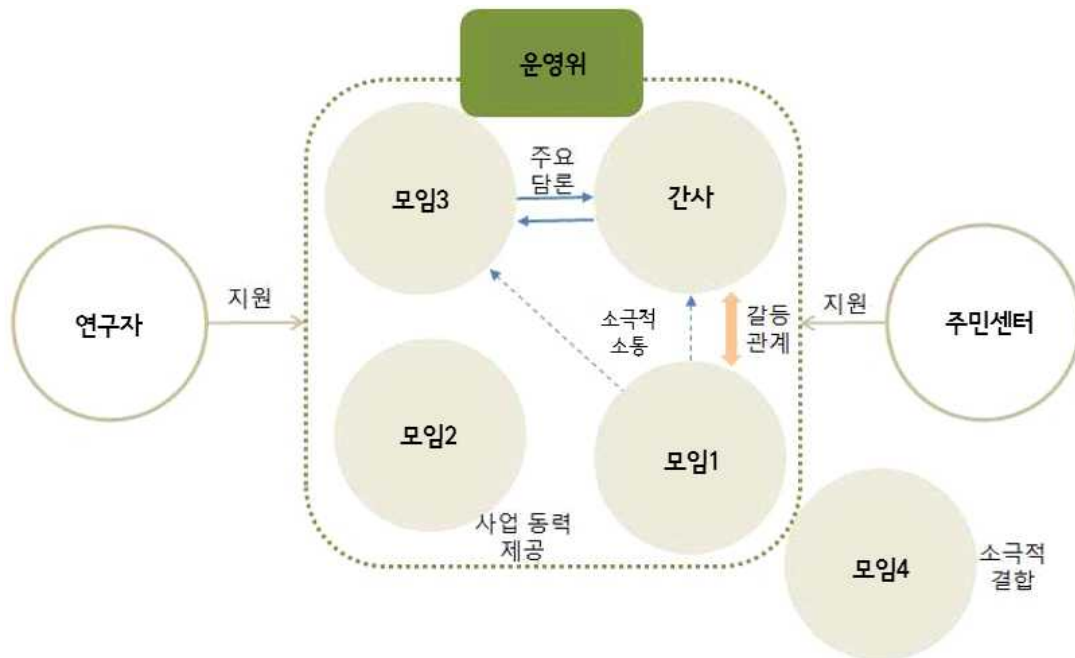 운영위
주요
담론
모임3
간사
연구자
지원
소극적
소통
갈등
관계
지원
주민센터
모임2
모임1
사업 동력
제공
모임4
소극적
결합